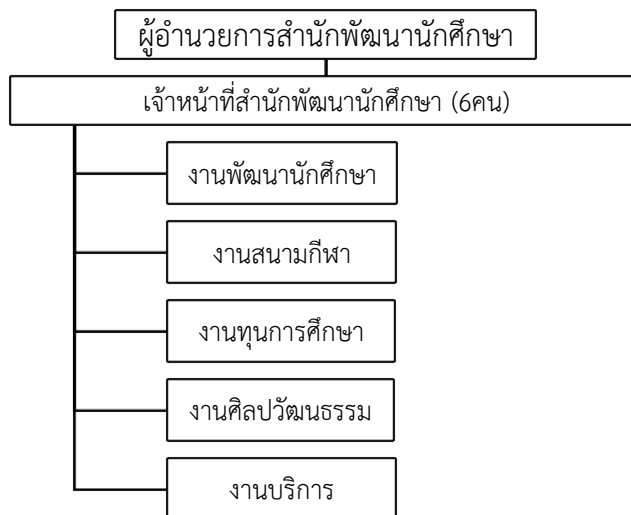 ผู้อำนวยการสำนักพัฒนานักศึกษา
เจ้าหน้าที่สำนักพัฒนานักศึกษา (6คน)
งานพัฒนานักศึกษา
งานสนามกีฬา
งานทุนการศึกษา
งานศิลปวัฒนธรรม
งานบริการ